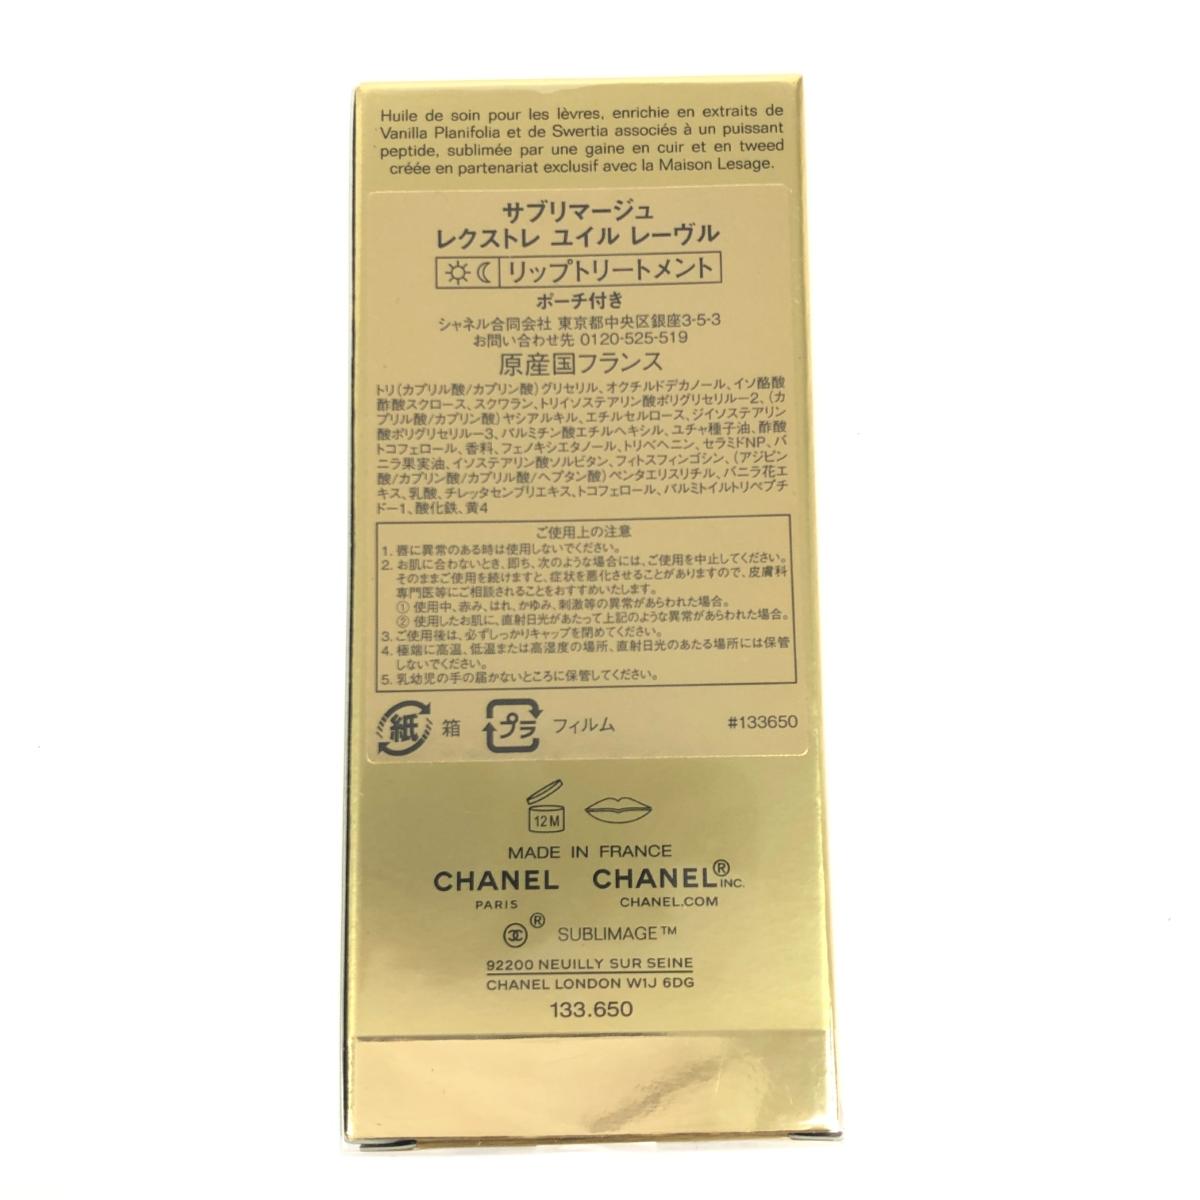 Huile de soin pour les lèvres, enrichie en extraits de
Vanilla Planifolia et de Swertia associés à un puissant
peptide, sublimée par une gaine en cuir et en tweed
créée en partenariat exclusif avec la Maison Lesage.
サブリマージュ
レクストレ ユイル レーヴル
リップトリートメント
ポーチ付き
シャネル合同会社 東京都中央区銀座3-5-3
お問い合わせ先 0120-525-519
原産国フランス
トリ(カプリル酸/カプリン酸)グリセリル、オクチルドデカノール、イソ酪酸
酢酸スクロース、スクワラン、トリイソステアリン酸ポリグリセリル-2、(カ
プリル酸/カプリン酸)ヤシアルキル、エチルセルロース、ジイソステアリン
酸ポリグリセリル-3、パルミチン酸エチルヘキシル、ユチャ種子油、酢酸
トコフェロール、香料、フェノキシエタノール、トリベヘニン、セラミドNP、バ
ニラ果実油、イソステアリン酸ソルビタン、フィトスフィンゴシン、(アジピン
酸/カプリン酸/カプリル酸/ヘプタン酸)ペンタエリスリチル、バニラ花エ
キス、乳酸、チレッタセンブリエキス、トコフェロール、パルミトイルトリペプチ
ド-1、酸化鉄、黄4
ご使用上の注意
1. 唇に異常のある時は使用しないでください。
2. お肌に合わないとき、即ち、次のような場合には、ご使用を中止してください。
そのままご使用を続けますと、症状を悪化させることがありますので、皮膚科
専門医等にご相談されることをおすすめいたします。
① 使用中、赤み、はれ、かゆみ、刺激等の異常があらわれた場合。
② 使用したお肌に、直射日光があたって上記のような異常があらわれた場合。
3. ご使用後は、必ずしっかりキャップを閉めてください。
4. 極端に高温、低温または高湿度の場所、直射日光のあたる場所には保管
しないでください。
5. 乳幼児の手の届かないところに保管してください。
紙 箱 プラ フィルム #133650
12M
MADE IN FRANCE
CHANEL CHANEL® INC.
PARIS CHANEL.COM
® SUBLIMAGE™
92200 NEUILLY SUR SEINE
CHANEL LONDON W1J 6DG
133.650